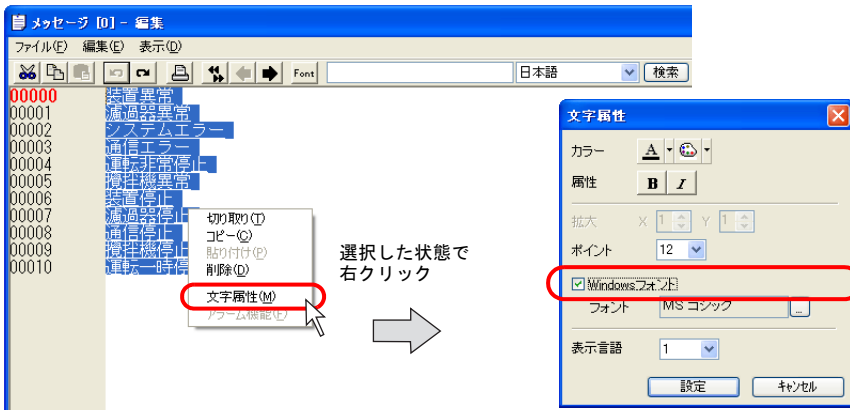 メッセージ [0] - 編集
ファイル(F) 編集(E) 表示(D)
Font 日本語 検索
00000 装置異常
00001 濾過器異常
00002 システムエラー
00003 通信エラー
00004 運転非常停止
00005 攪拌機異常
00006 装置停止
00007 濾過器停止
00008 通信停止
00009 攪拌機停止
00010 運転一時停
切り取り(T)
コピー(C)
貼り付け(P)
削除(D)
文字属性(M)
アラーム機能(F)
選択した状態で
右クリック
文字属性
カラー A
属性 B I
拡大 X 1 Y 1
ポイント 12
Windowsフォント
フォント MS ゴシック ...
表示言語 1
設定 キャンセル